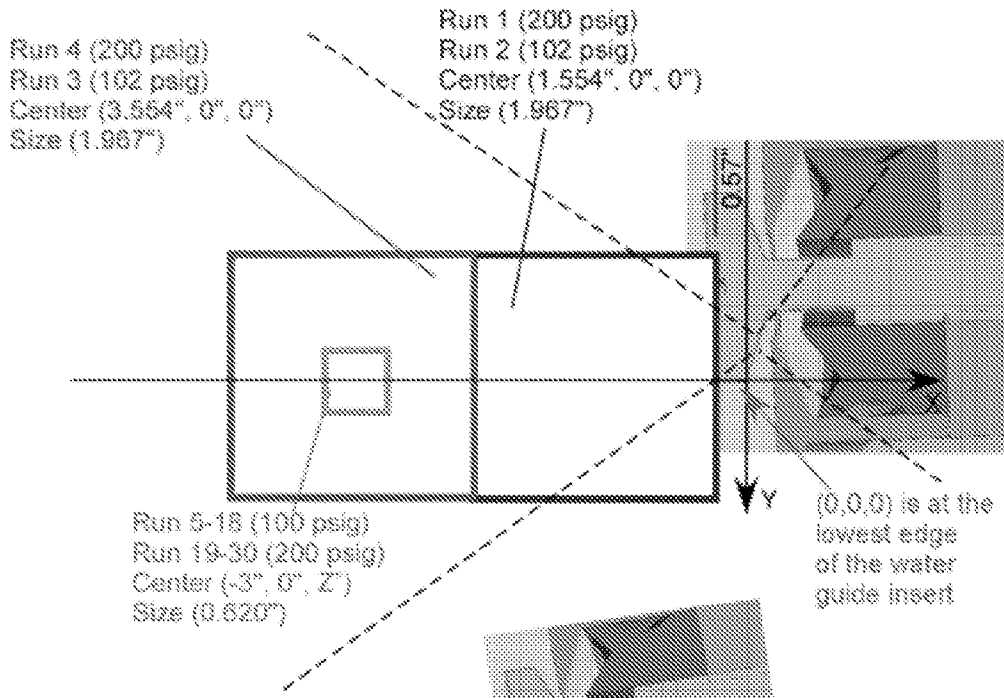 Run 4 (200 psig)
Run 3 (102 psig)
Center (3.554", 0", 0")
Size (1.967")
Run 1 (200 psig)
Run 2 (102 psig)
Center (1.554", 0", 0")
Size (1.967")
0.57"
X
Y
Run 5-18 (100 psig)
Run 19-30 (200 psig)
Center (-3", 0", Z")
Size (0.620")
(0,0,0) is at the
lowest edge
of the water
guide insert